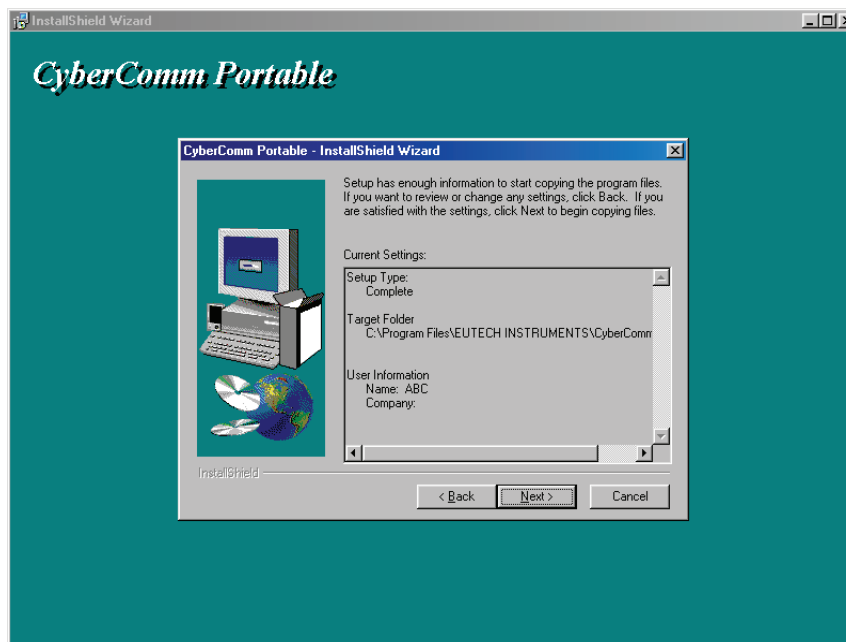 InstallShield Wizard
CyberComm Portable
CyberComm Portable - InstallShield Wizard
Setup has enough information to start copying the program files.
If you want to review or change any settings, click Back. If you
are satisfied with the settings, click Next to begin copying files.
Current Settings:
Setup Type:
Complete
Target Folder
C:\Program Files\EUTECH INSTRUMENTS\CyberComm
User Information
Name: ABC
Company:
InstallShield
< Back Next > Cancel